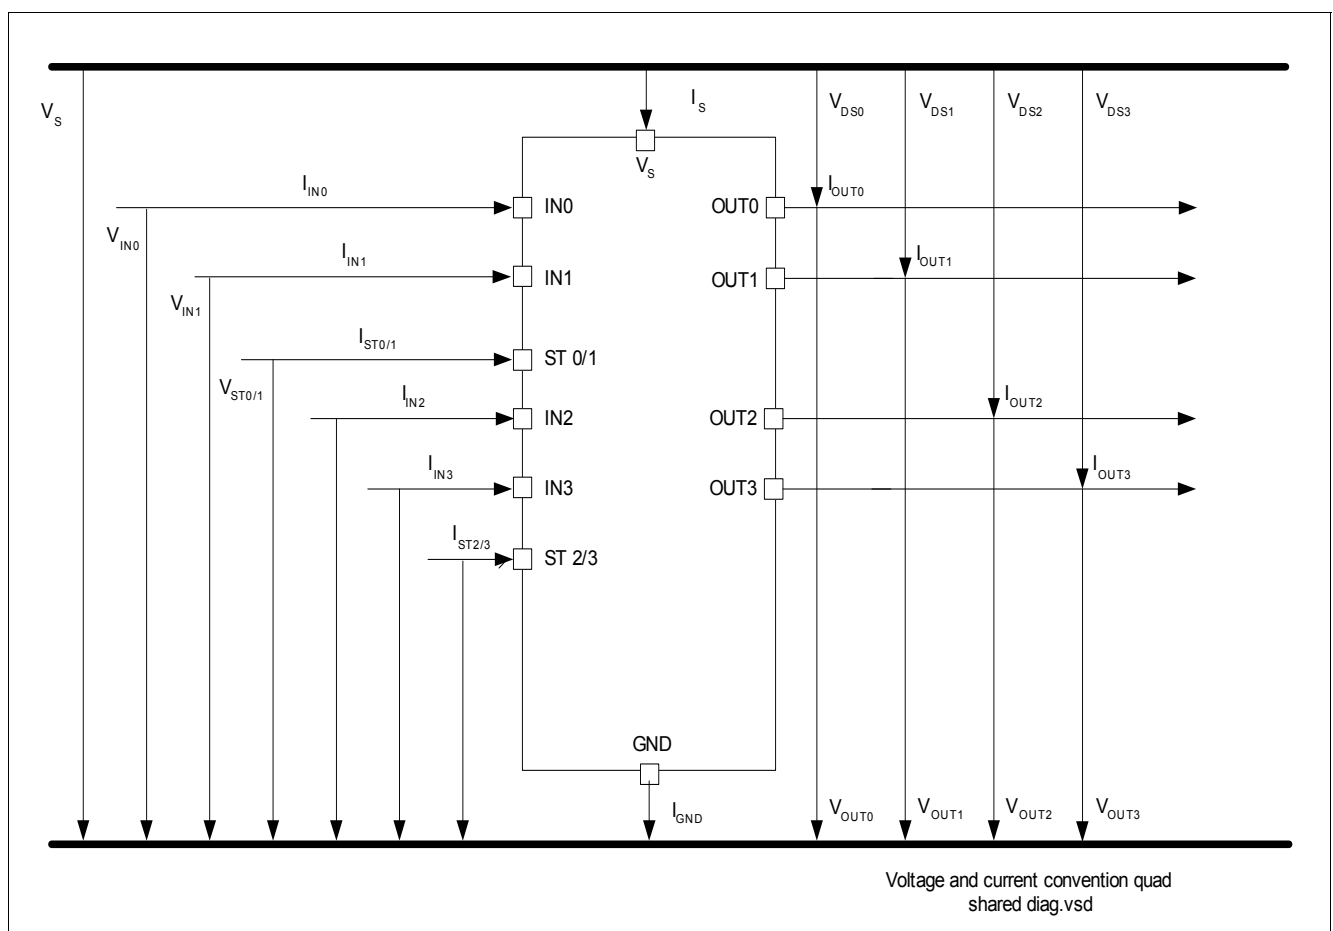 V_S
I_S
V_DS0
V_DS1
V_DS2
V_DS3
V_S
I_IN0
IN0
OUT0
I_OUT0
V_IN0
I_IN1
IN1
OUT1
I_OUT1
V_IN1
I_ST0/1
ST 0/1
V_ST0/1
I_IN2
IN2
OUT2
I_OUT2
I_IN3
IN3
OUT3
I_OUT3
I_ST2/3
ST 2/3
GND
I_GND
V_OUT0
V_OUT1
V_OUT2
V_OUT3
Voltage and current convention quad
shared diag.vsd